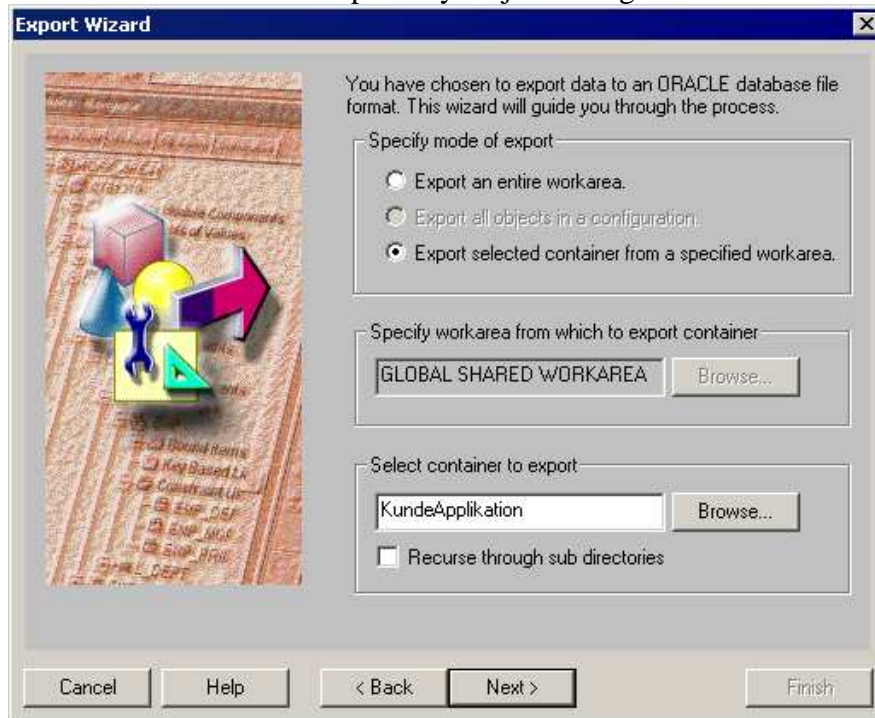 Export Wizard
You have chosen to export data to an ORACLE database file
format. This wizard will guide you through the process.
Specify mode of export
Export an entire workarea.
Export all objects in a configuration.
Export selected container from a specified workarea.
Specify workarea from which to export container
GLOBAL SHARED WORKAREA
Browse...
Select container to export
KundeApplikation
Browse...
Recurse through sub directories
Cancel
Help
< Back
Next >
Finish